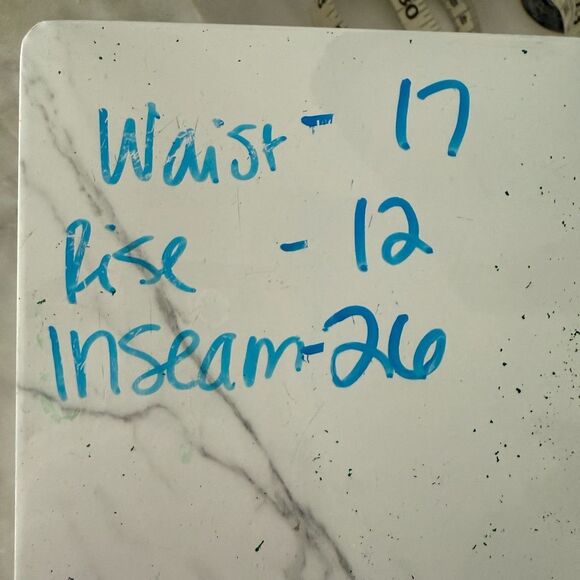 Waist - 17
Rise - 12
Inseam - 26